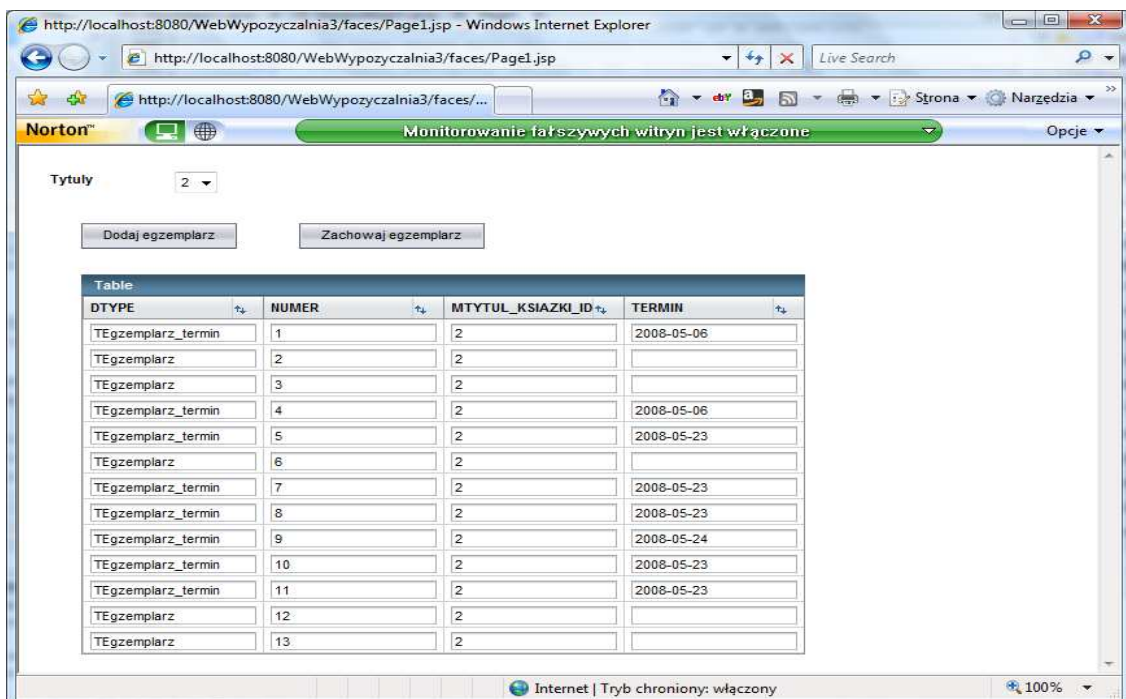 http://localhost:8080/WebWypozyczalnia3/faces/Page1.jsp - Windows Internet Explorer
http://localhost:8080/WebWypozyczalnia3/faces/Page1.jsp
Live Search
http://localhost:8080/WebWypozyczalnia3/faces/...
ebY
a
Strona
Narzędzia
Norton™
Monitorowanie fałszywych witryn jest włączone
Opcje
Tytuly
2
Dodaj egzemplarz
Zachowaj egzemplarz
Table
DTYPE NUMER MTYTUL_KSIAZKI_ID TERMIN
TEgzemplarz_termin 1 2 2008-05-06
TEgzemplarz 2 2
TEgzemplarz 3 2
TEgzemplarz_termin 4 2 2008-05-06
TEgzemplarz_termin 5 2 2008-05-23
TEgzemplarz 6 2
TEgzemplarz_termin 7 2 2008-05-23
TEgzemplarz_termin 8 2 2008-05-23
TEgzemplarz_termin 9 2 2008-05-24
TEgzemplarz_termin 10 2 2008-05-23
TEgzemplarz_termin 11 2 2008-05-23
TEgzemplarz 12 2
TEgzemplarz 13 2
Internet | Tryb chroniony: włączony
100%